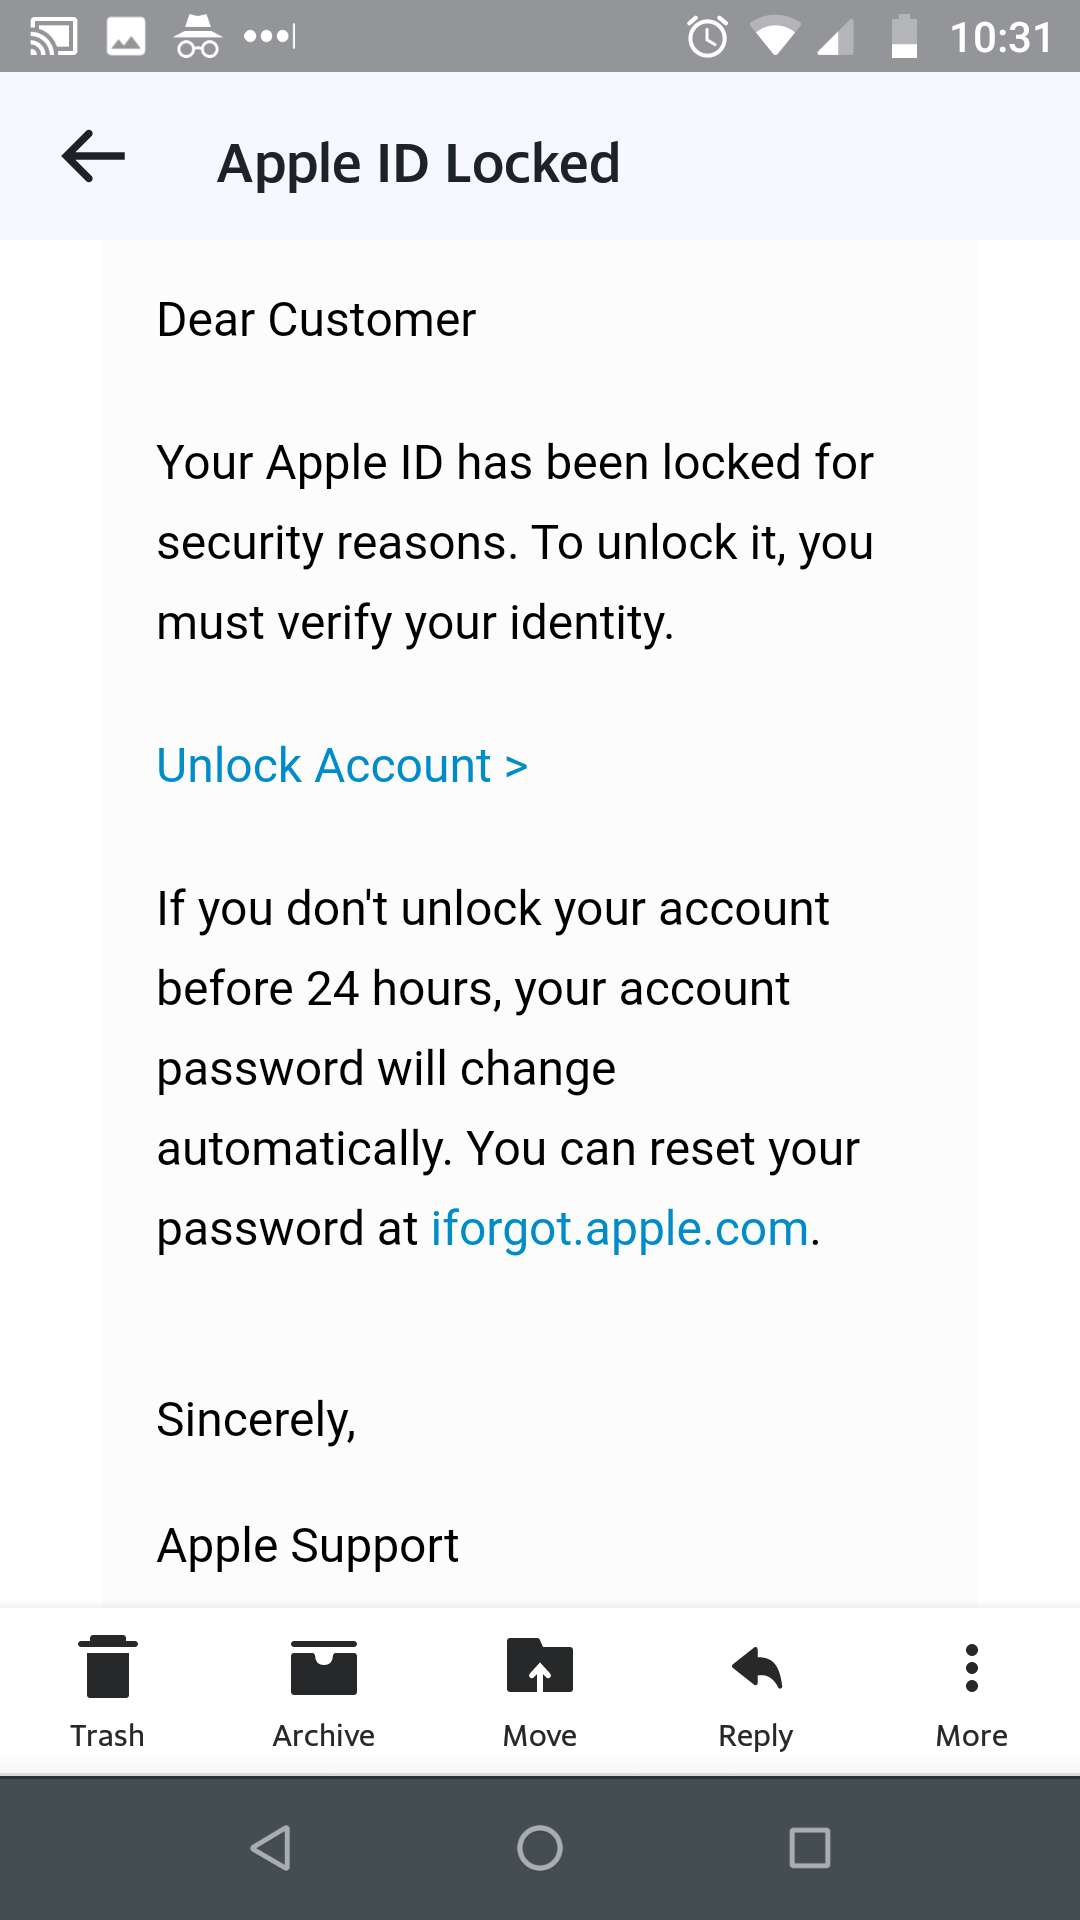 10:31
Apple ID Locked
Dear Customer
Your Apple ID has been locked for
security reasons. To unlock it, you
must verify your identity.
Unlock Account >
If you don't unlock your account
before 24 hours, your account
password will change
automatically. You can reset your
password at iforgot.apple.com.
Sincerely,
Apple Support
Trash Archive Move Reply More